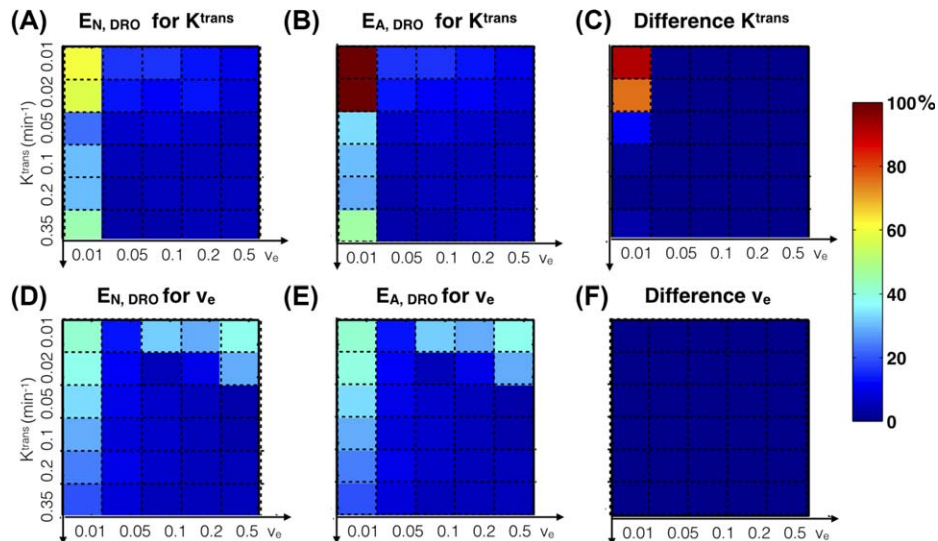 (A) E_N, DRO for K^trans
(B) E_A, DRO for K^trans
(C) Difference K^trans
K^trans (min⁻¹)
0.01
0.02
0.05
0.1
0.2
0.35
0.01 0.05 0.1 0.2 0.5 v_e
0.01 0.05 0.1 0.2 0.5 v_e
0.01 0.05 0.1 0.2 0.5 v_e
100%
80
60
40
20
0
(D) E_N, DRO for v_e
(E) E_A, DRO for v_e
(F) Difference v_e
K^trans (min⁻¹)
0.01
0.02
0.05
0.1
0.2
0.35
0.01 0.05 0.1 0.2 0.5 v_e
0.01 0.05 0.1 0.2 0.5 v_e
0.01 0.05 0.1 0.2 0.5 v_e